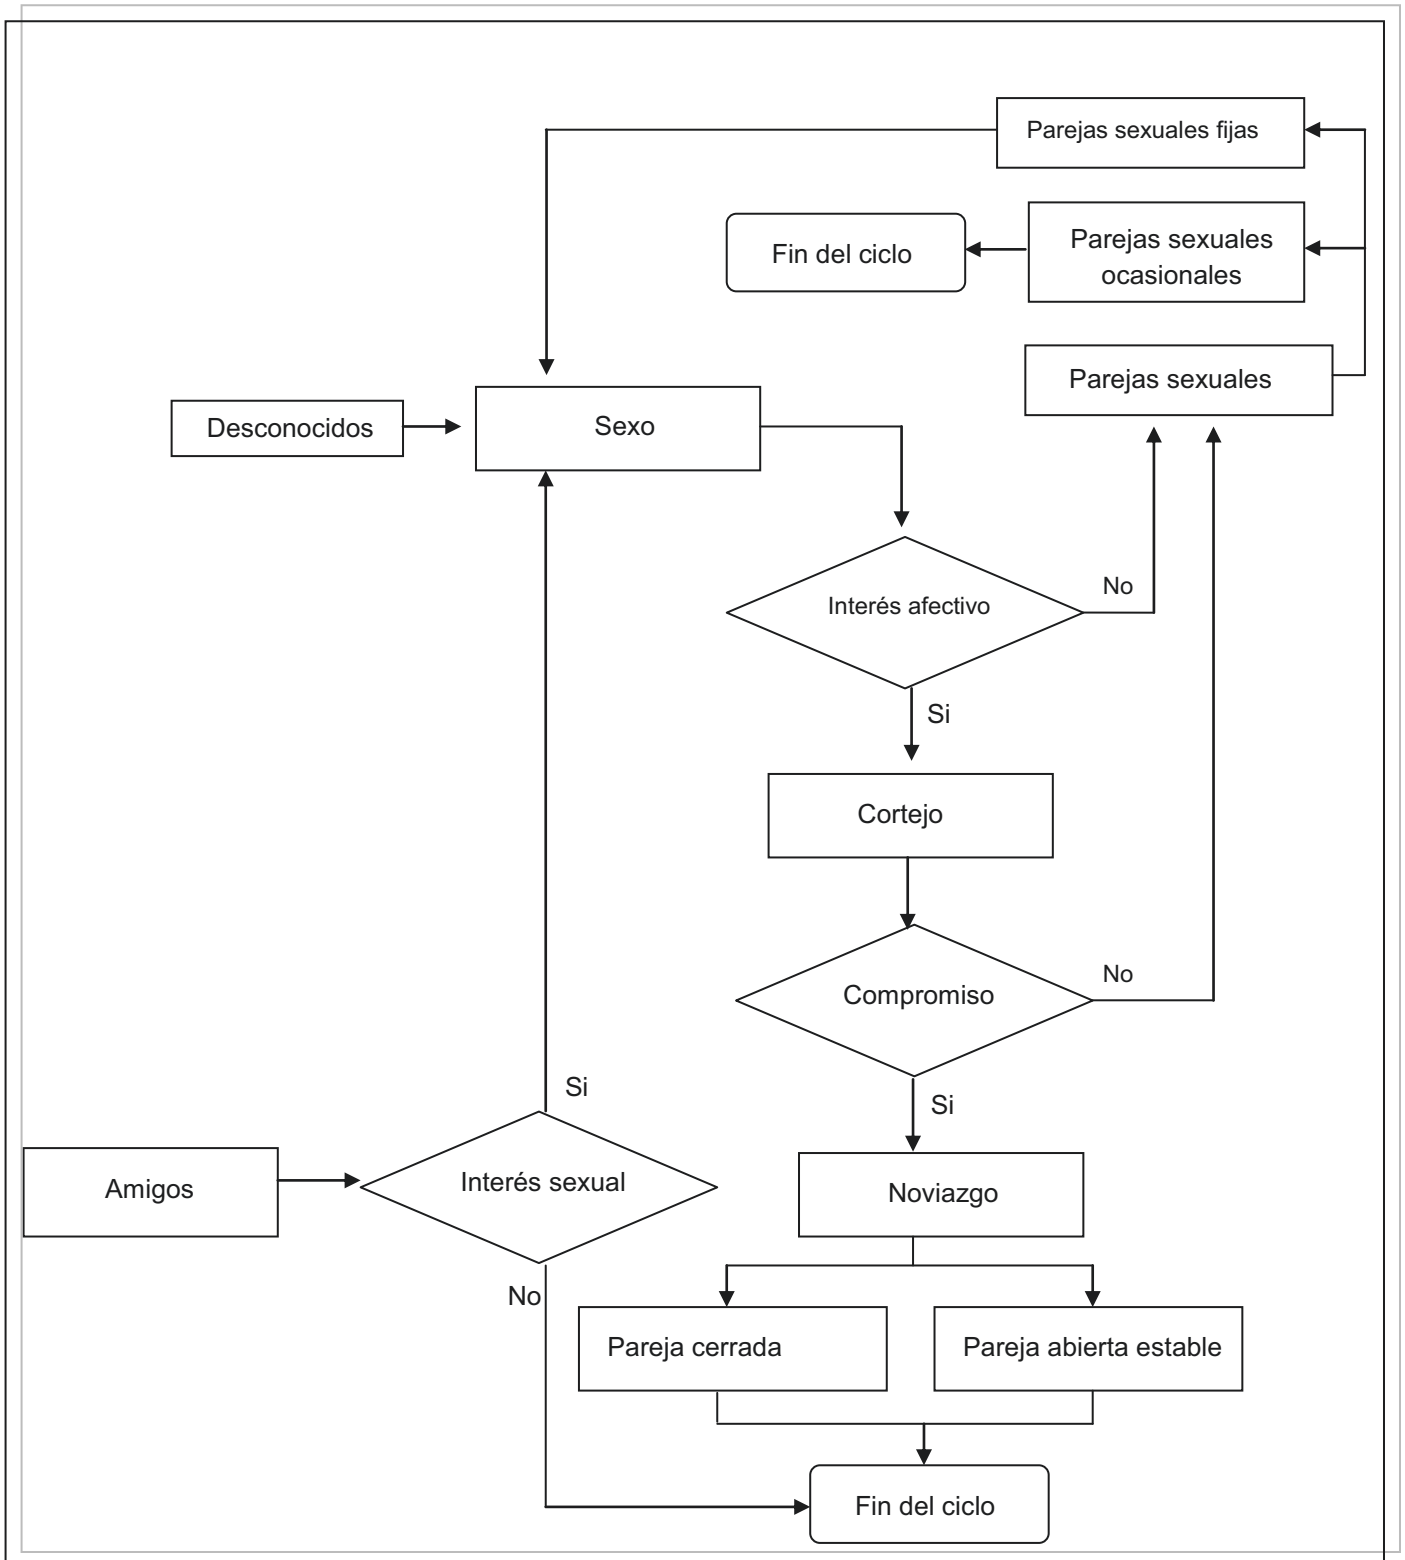 Parejas sexuales fijas
Fin del ciclo
Parejas sexuales
ocasionales
Parejas sexuales
Desconocidos
Sexo
No
Interés afectivo
Si
Cortejo
No
Compromiso
Si
Si
Amigos
Interés sexual
Noviazgo
No
Pareja cerrada
Pareja abierta estable
Fin del ciclo